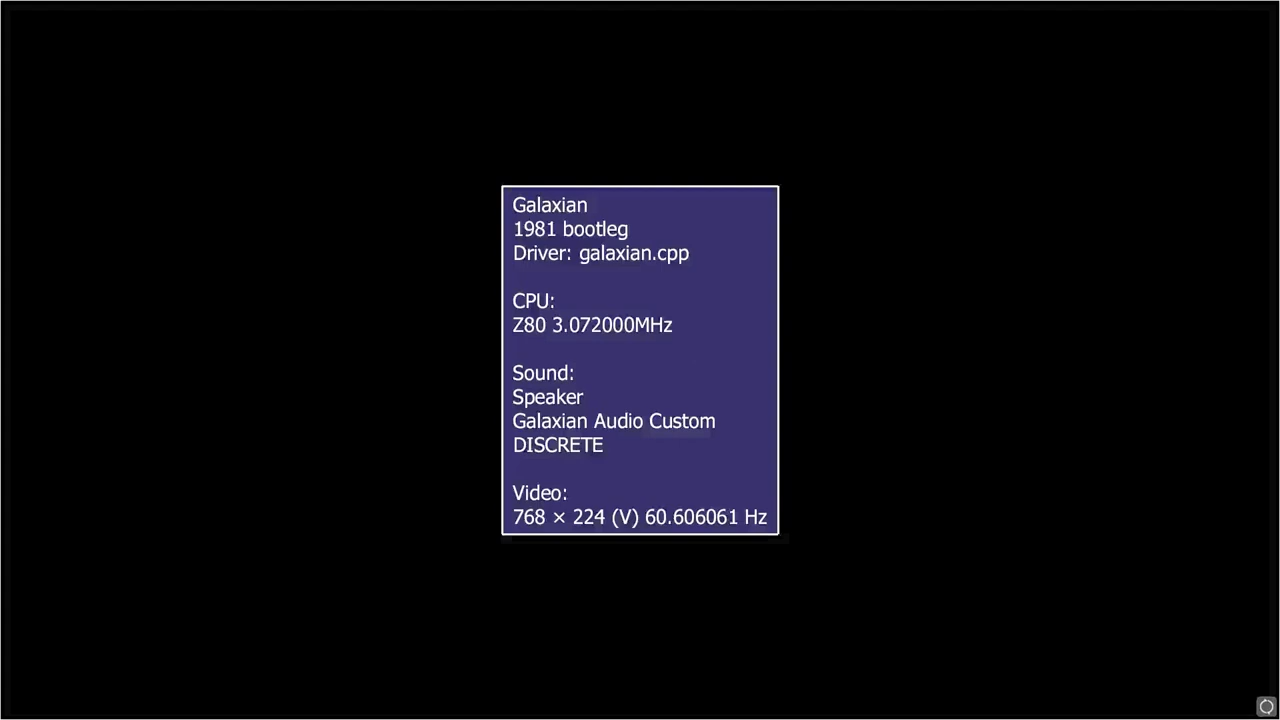 Galaxian
1981 bootleg
Driver: galaxian.cpp
CPU:
Z80 3.072000MHz
Sound:
Speaker
Galaxian Audio Custom
DISCRETE
Video:
768 × 224 (V) 60.606061 Hz